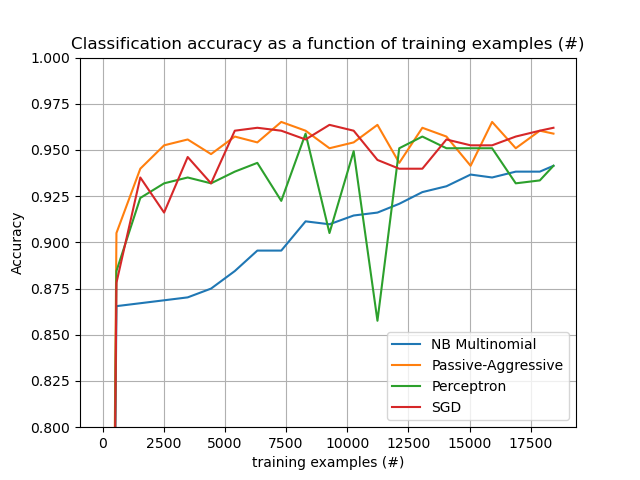 Classification accuracy as a function of training examples (#)
1.000
0.975
0.950
0.925
0.900
0.875
0.850
0.825
0.800
Accuracy
NB Multinomial
Passive-Aggressive
Perceptron
SGD
0 2500 5000 7500 10000 12500 15000 17500
training examples (#)